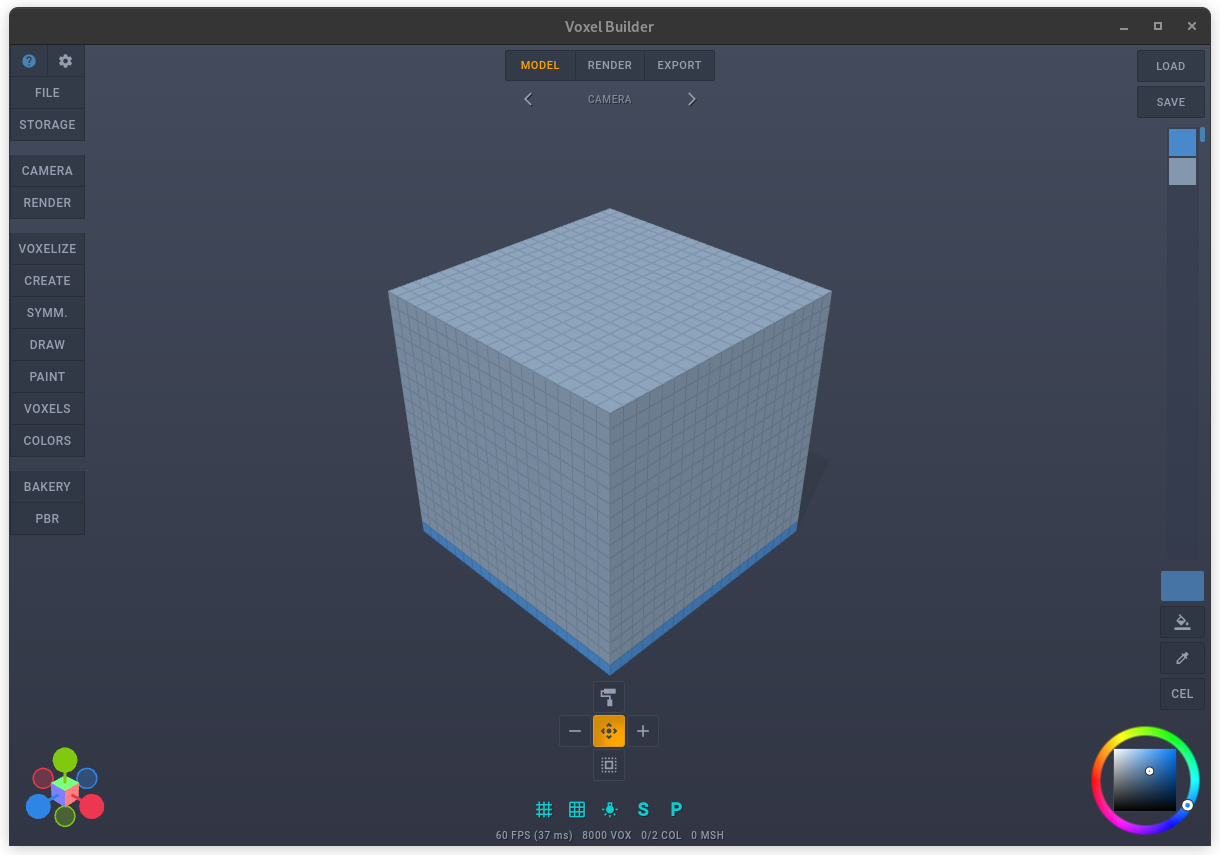 Voxel Builder
?
FILE
STORAGE
CAMERA
RENDER
VOXELIZE
CREATE
SYMM.
DRAW
PAINT
VOXELS
COLORS
BAKERY
PBR
MODEL RENDER EXPORT
CAMERA
LOAD
SAVE
CEL
S P
60 FPS (37 ms) 8000 VOX 0/2 COL 0 MSH